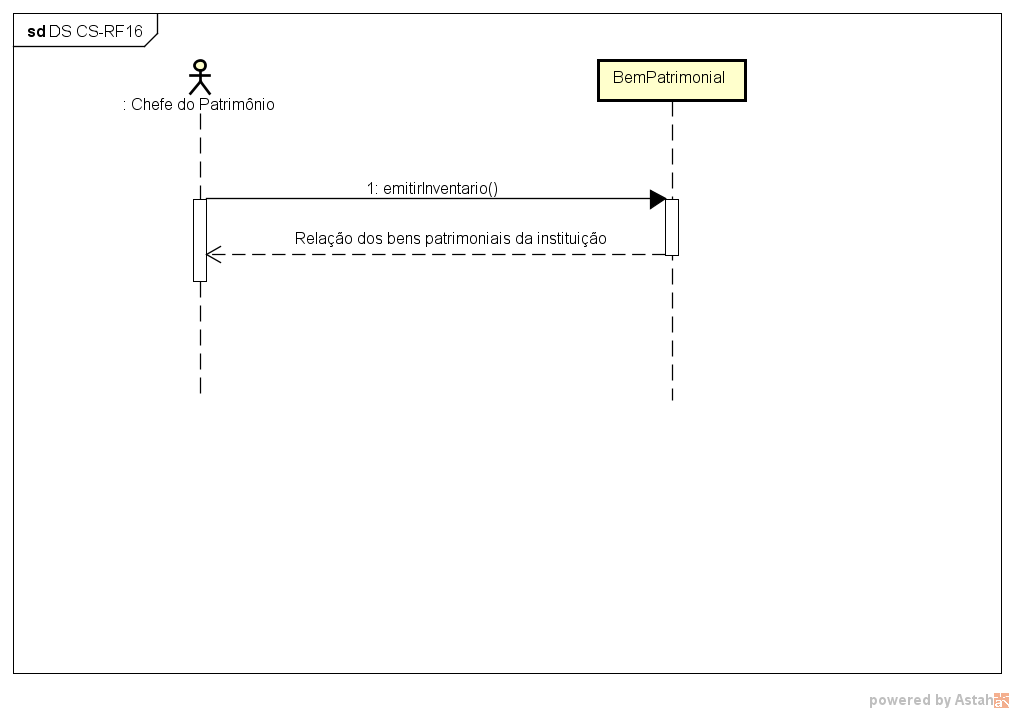 sd DS CS-RF16
: Chefe do Patrimônio
BemPatrimonial
1: emitirInventario()
Relação dos bens patrimoniais da instituição
powered by Astah